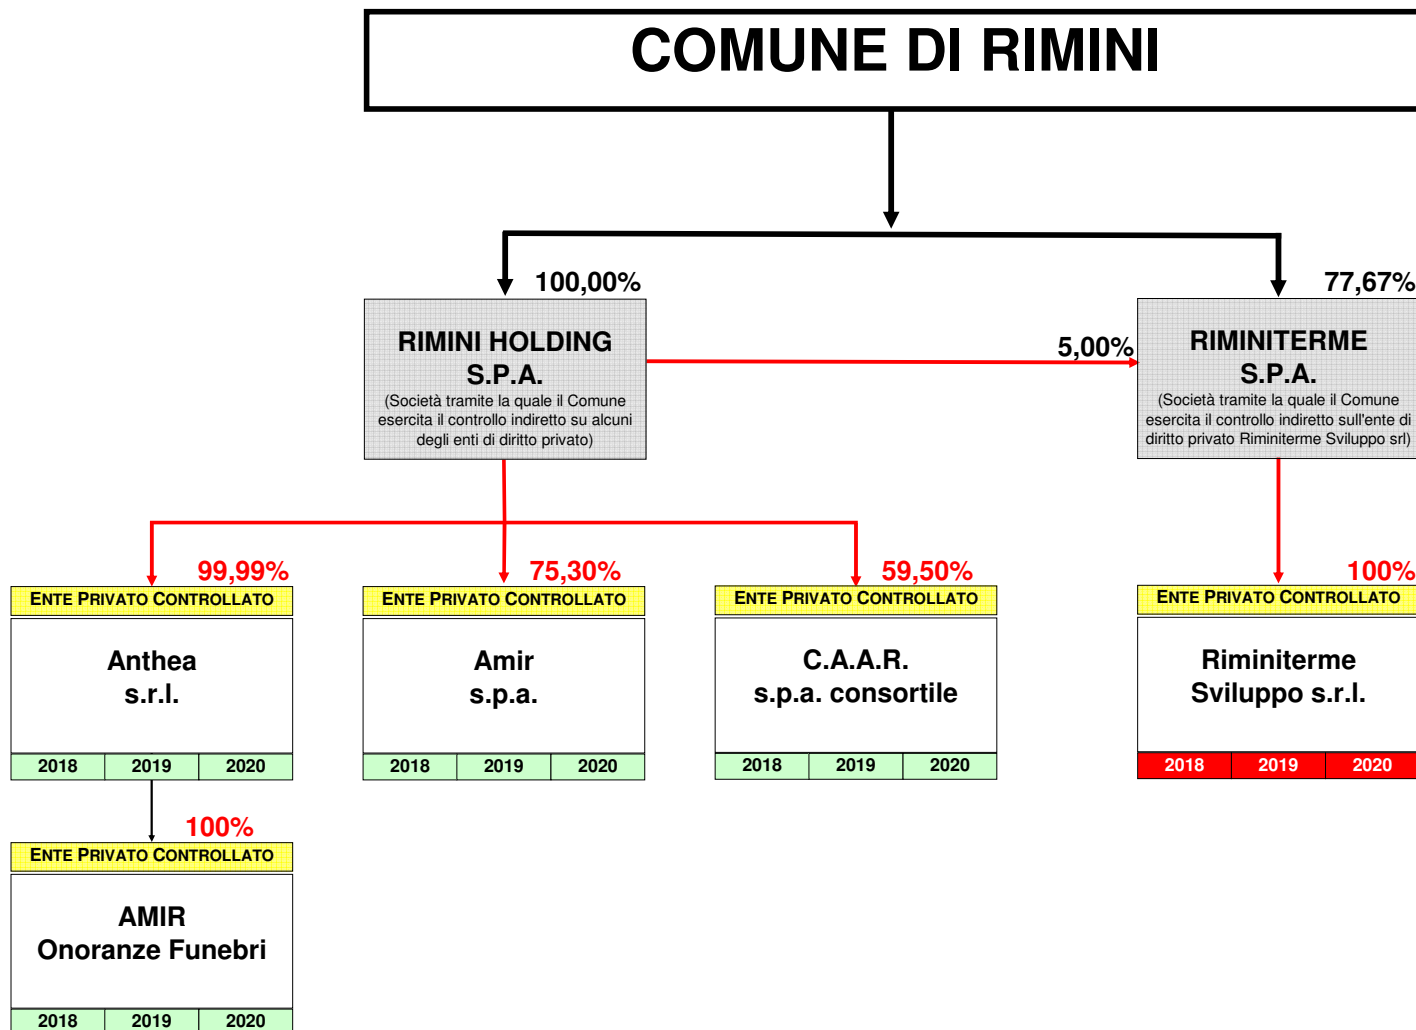 COMUNE DI RIMINI
100,00%
77,67%
RIMINI HOLDING
S.P.A.
(Società tramite la quale il Comune
esercita il controllo indiretto su alcuni
degli enti di diritto privato)
5,00%
RIMINITERME
S.P.A.
(Società tramite la quale il Comune
esercita il controllo indiretto sull'ente di
diritto privato Riminiterme Sviluppo srl)
99,99%
75,30%
59,50%
100%
ENTE PRIVATO CONTROLLATO
ENTE PRIVATO CONTROLLATO
ENTE PRIVATO CONTROLLATO
ENTE PRIVATO CONTROLLATO
Anthea
s.r.l.
Amir
s.p.a.
C.A.A.R.
s.p.a. consortile
Riminiterme
Sviluppo s.r.l.
2018 2019 2020
2018 2019 2020
2018 2019 2020
2018 2019 2020
100%
ENTE PRIVATO CONTROLLATO
AMIR
Onoranze Funebri
2018 2019 2020